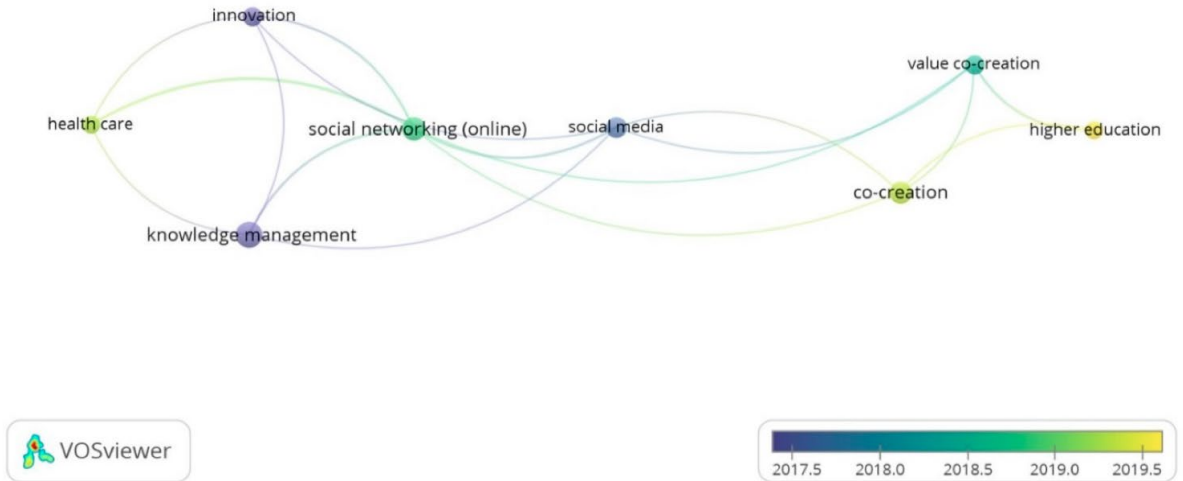 innovation
value co-creation
health care
social networking (online)
social media
higher education
co-creation
knowledge management
VOSviewer
2017.5 2018.0 2018.5 2019.0 2019.5